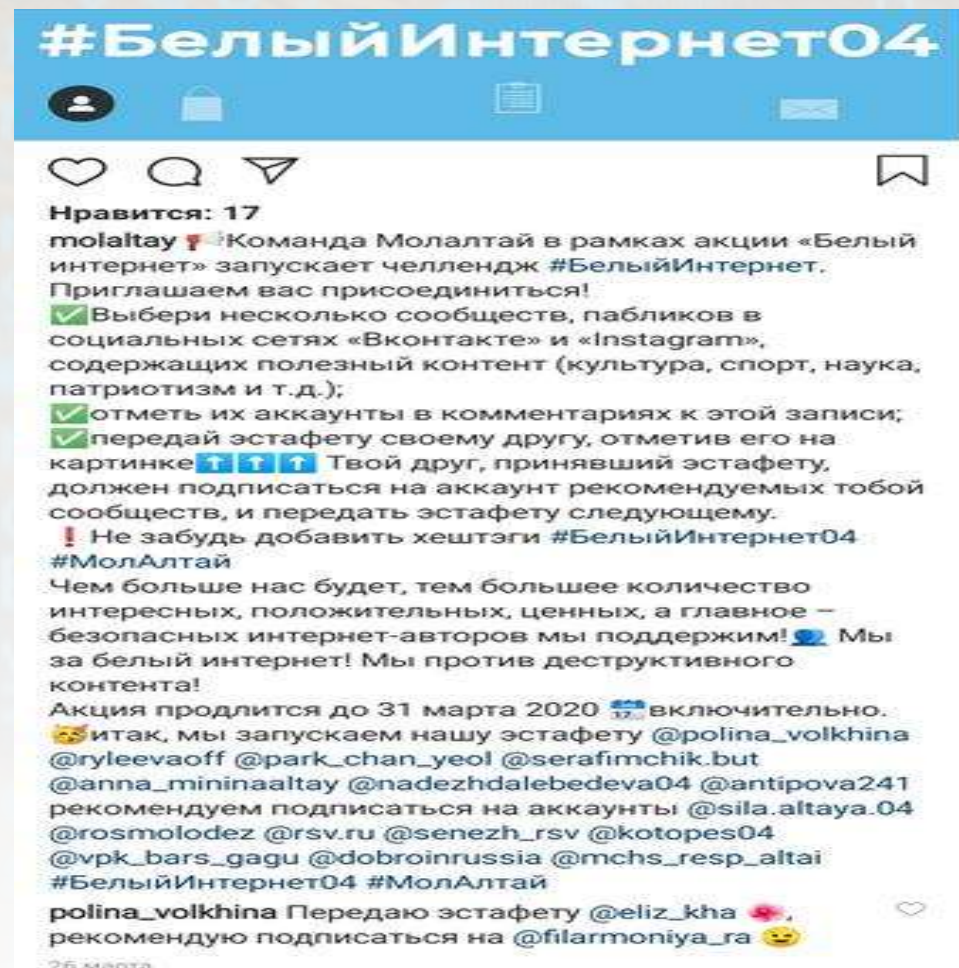 #БелыйИнтернет04
Нравится: 17
molaltay 📢Команда Молалтай в рамках акции «Белый
интернет» запускает челлендж #БелыйИнтернет.
Приглашаем вас присоединиться!
✅Выбери несколько сообществ, пабликов в
социальных сетях «Вконтакте» и «Instagram»,
содержащих полезный контент (культура, спорт, наука,
патриотизм и т.д.);
✅отметь их аккаунты в комментариях к этой записи;
✅передай эстафету своему другу, отметив его на
картинке⬆️⬆️⬆️ Твой друг, принявший эстафету,
должен подписаться на аккаунт рекомендуемых тобой
сообществ, и передать эстафету следующему.
❗ Не забудь добавить хештэги #БелыйИнтернет04
#МолАлтай
Чем больше нас будет, тем большее количество
интересных, положительных, ценных, а главное –
безопасных интернет-авторов мы поддержим!👥 Мы
за белый интернет! Мы против деструктивного
контента!
Акция продлится до 31 марта 2020 📅включительно.
🥳итак, мы запускаем нашу эстафету @polina_volkhina
@ryleevaoff @park_chan_yeol @serafimchik.but
@anna_mininaaltay @nadezhdalebedeva04 @antipova241
рекомендуем подписаться на аккаунты @sila.altaya.04
@rosmolodez @rsv.ru @senezh_rsv @kotopes04
@vpk_bars_gagu @dobroinrussia @mchs_resp_altai
#БелыйИнтернет04 #МолАлтай
polina_volkhina Передаю эстафету @eliz_kha 🌺,
рекомендую подписаться на @filarmoniya_ra 😉
26 марта